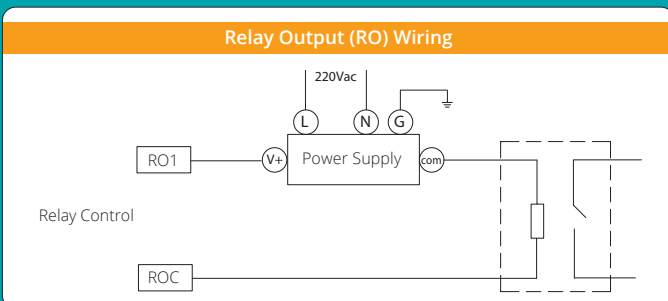 Relay Output (RO) Wiring
220Vac
L
N
G
RO1
V+
Power Supply
com
Relay Control
ROC